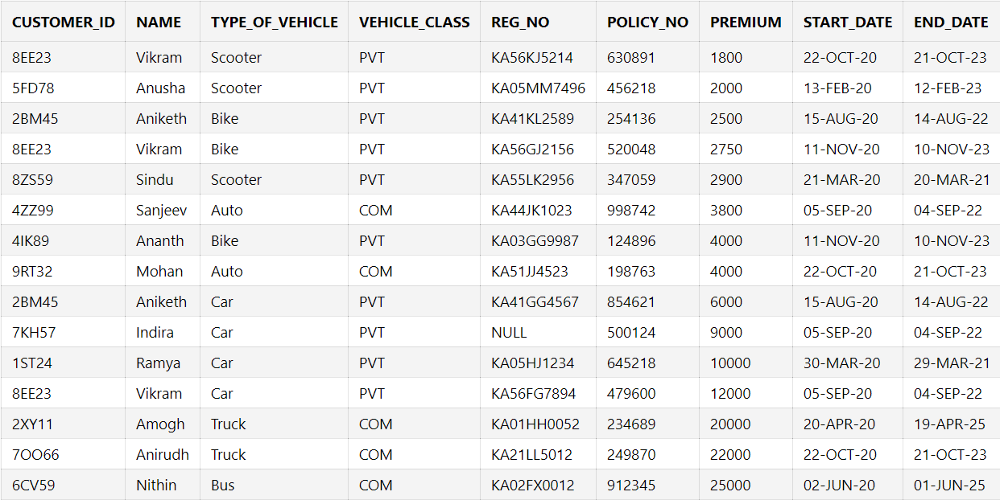 CUSTOMER_ID NAME TYPE_OF_VEHICLE VEHICLE_CLASS REG_NO POLICY_NO PREMIUM START_DATE END_DATE
8EE23 Vikram Scooter PVT KA56KJ5214 630891 1800 22-OCT-20 21-OCT-23
5FD78 Anusha Scooter PVT KA05MM7496 456218 2000 13-FEB-20 12-FEB-23
2BM45 Aniketh Bike PVT KA41KL2589 254136 2500 15-AUG-20 14-AUG-22
8EE23 Vikram Bike PVT KA56GJ2156 520048 2750 11-NOV-20 10-NOV-23
8ZS59 Sindu Scooter PVT KA55LK2956 347059 2900 21-MAR-20 20-MAR-21
4ZZ99 Sanjeev Auto COM KA44JK1023 998742 3800 05-SEP-20 04-SEP-22
4IK89 Ananth Bike PVT KA03GG9987 124896 4000 11-NOV-20 10-NOV-23
9RT32 Mohan Auto COM KA51JJ4523 198763 4000 22-OCT-20 21-OCT-23
2BM45 Aniketh Car PVT KA41GG4567 854621 6000 15-AUG-20 14-AUG-22
7KH57 Indira Car PVT NULL 500124 9000 05-SEP-20 04-SEP-22
1ST24 Ramya Car PVT KA05HJ1234 645218 10000 30-MAR-20 29-MAR-21
8EE23 Vikram Car PVT KA56FG7894 479600 12000 05-SEP-20 04-SEP-22
2XY11 Amogh Truck COM KA01HH0052 234689 20000 20-APR-20 19-APR-25
7OO66 Anirudh Truck COM KA21LL5012 249870 22000 22-OCT-20 21-OCT-23
6CV59 Nithin Bus COM KA02FX0012 912345 25000 02-JUN-20 01-JUN-25